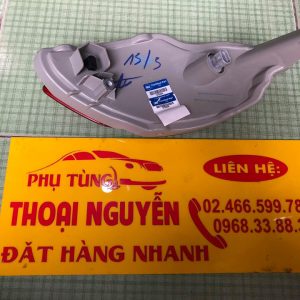 15/3
PHỤ TÙNG
LIÊN HỆ:
THOẠI NGUYỄN
02.466.599.78
0968.33.88.3
ĐẶT HÀNG NHANH